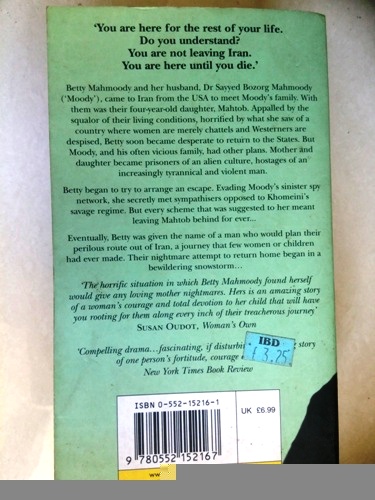 'You are here for the rest of your life.
Do you understand?
You are not leaving Iran.
You are here until you die.'
Betty Mahmoody and her husband, Dr Sayyed Bozorg Mahmoody
('Moody'), came to Iran from the USA to meet Moody's family. With
them was their four-year-old daughter, Mahtob. Appalled by the
squalor of their living conditions, horrified by what she saw of a
country where women are merely chattels and Westerners are
despised, Betty soon became desperate to return to the States. But
Moody, and his often vicious family, had other plans. Mother and
daughter became prisoners of an alien culture, hostages of an
increasingly tyrannical and violent man.
Betty began to try to arrange an escape. Evading Moody's sinister spy
network, she secretly met sympathisers opposed to Khomeini's
savage regime. But every scheme that was suggested to her meant
leaving Mahtob behind for ever...
Eventually, Betty was given the name of a man who would plan their
perilous route out of Iran, a journey that few women or children
had ever made. Their nightmare attempt to return home began in a
bewildering snowstorm...
'The horrific situation in which Betty Mahmoody found herself
would give any loving mother nightmares. Hers is an amazing story
of a woman's courage and total devotion to her child that will have
you rooting for them along every inch of their treacherous journey'
SUSAN OUDOT, Woman's Own
IBD
£3.25
'Compelling drama...fascinating, if disturbi story
of one person's fortitude, courage
New York Times Book Review
ISBN 0-552-15216-1
UK £6.99
9 780552 152167
ww